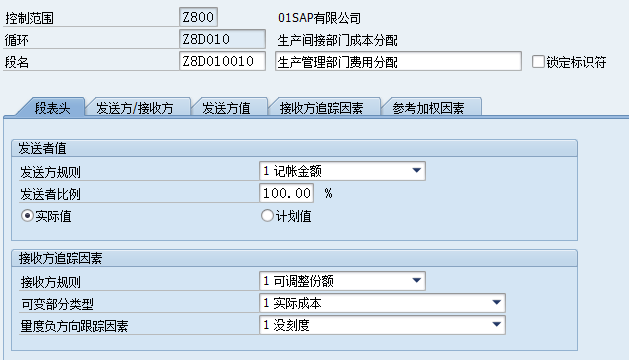 控制范围 Z800 01SAP有限公司
循环 Z8D010 生产间接部门成本分配
段名 Z8D010010 生产管理部门费用分配 锁定标识符
段表头 发送方/接收方 发送方值 接收方追踪因素 参考加权因素
发送者值
发送方规则 1 记帐金额
发送者比例 100.00 %
实际值 计划值
接收方追踪因素
接收方规则 1 可调整份额
可变部分类型 1 实际成本
量度负方向跟踪因素 1 没刻度